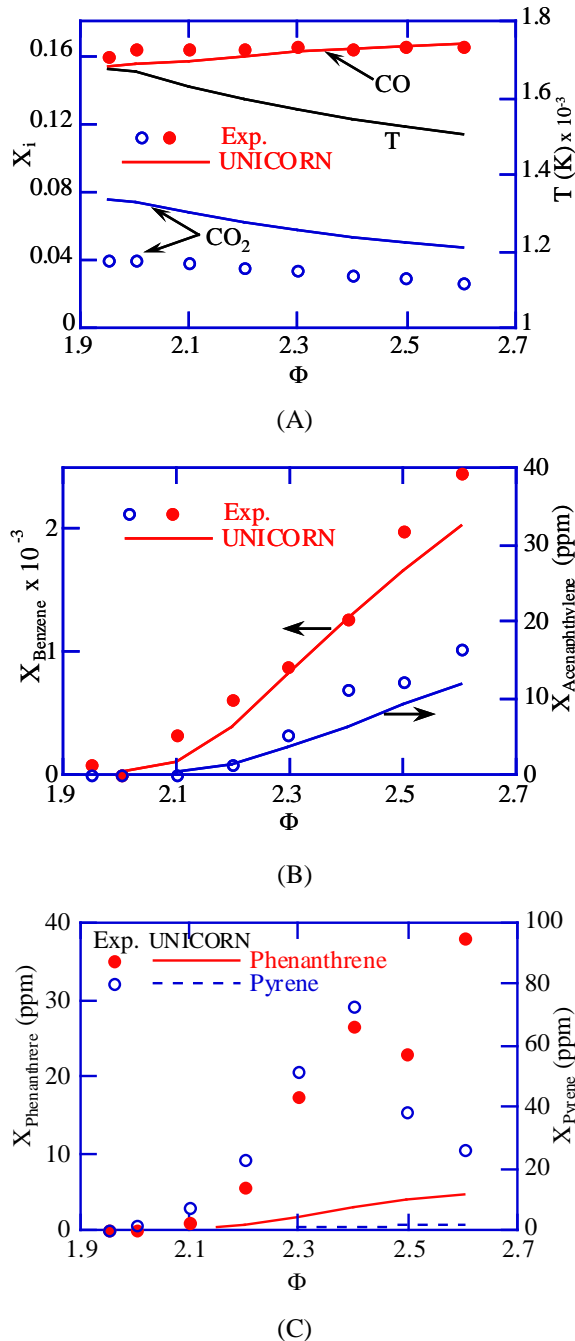 0.16
0.12
0.08
0.04
0
X_i
1.8
1.6
1.4
1.2
1
T (K) x 10⁻³
CO
T
Exp.
UNICORN
CO₂
1.9 2.1 2.3 2.5 2.7
Φ
(A)
2
1
0
X_Benzene x 10⁻³
40
30
20
10
0
X_Acenaphthylene (ppm)
Exp.
UNICORN
1.9 2.1 2.3 2.5 2.7
Φ
(B)
40
30
20
10
0
X_Phenanthrere (ppm)
100
80
60
40
20
0
X_Pyrene (ppm)
Exp. UNICORN
Phenanthrene
Pyrene
1.9 2.1 2.3 2.5 2.7
Φ
(C)